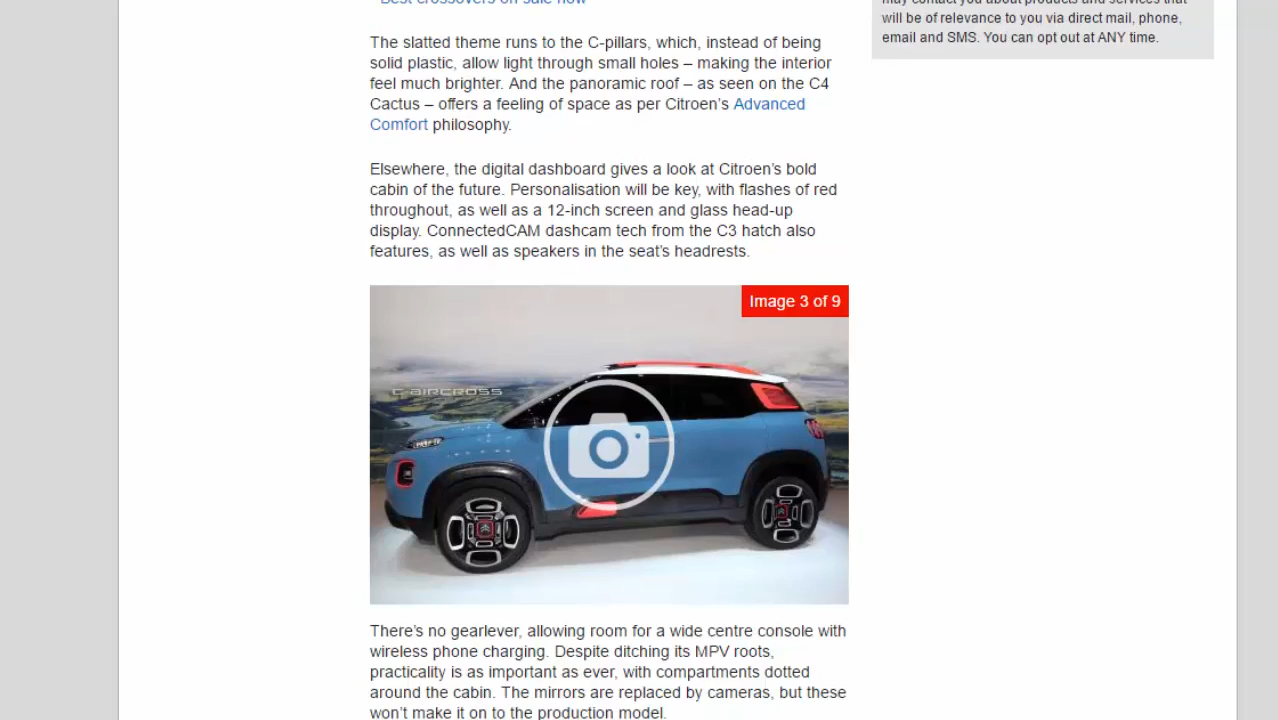 Best crossovers on sale now
may contact you about products and services that
will be of relevance to you via direct mail, phone,
email and SMS. You can opt out at ANY time.
The slatted theme runs to the C-pillars, which, instead of being
solid plastic, allow light through small holes – making the interior
feel much brighter. And the panoramic roof – as seen on the C4
Cactus – offers a feeling of space as per Citroen’s Advanced
Comfort philosophy.
Elsewhere, the digital dashboard gives a look at Citroen’s bold
cabin of the future. Personalisation will be key, with flashes of red
throughout, as well as a 12-inch screen and glass head-up
display. ConnectedCAM dashcam tech from the C3 hatch also
features, as well as speakers in the seat’s headrests.
Image 3 of 9
C-AIRCROSS
There’s no gearlever, allowing room for a wide centre console with
wireless phone charging. Despite ditching its MPV roots,
practicality is as important as ever, with compartments dotted
around the cabin. The mirrors are replaced by cameras, but these
won’t make it on to the production model.